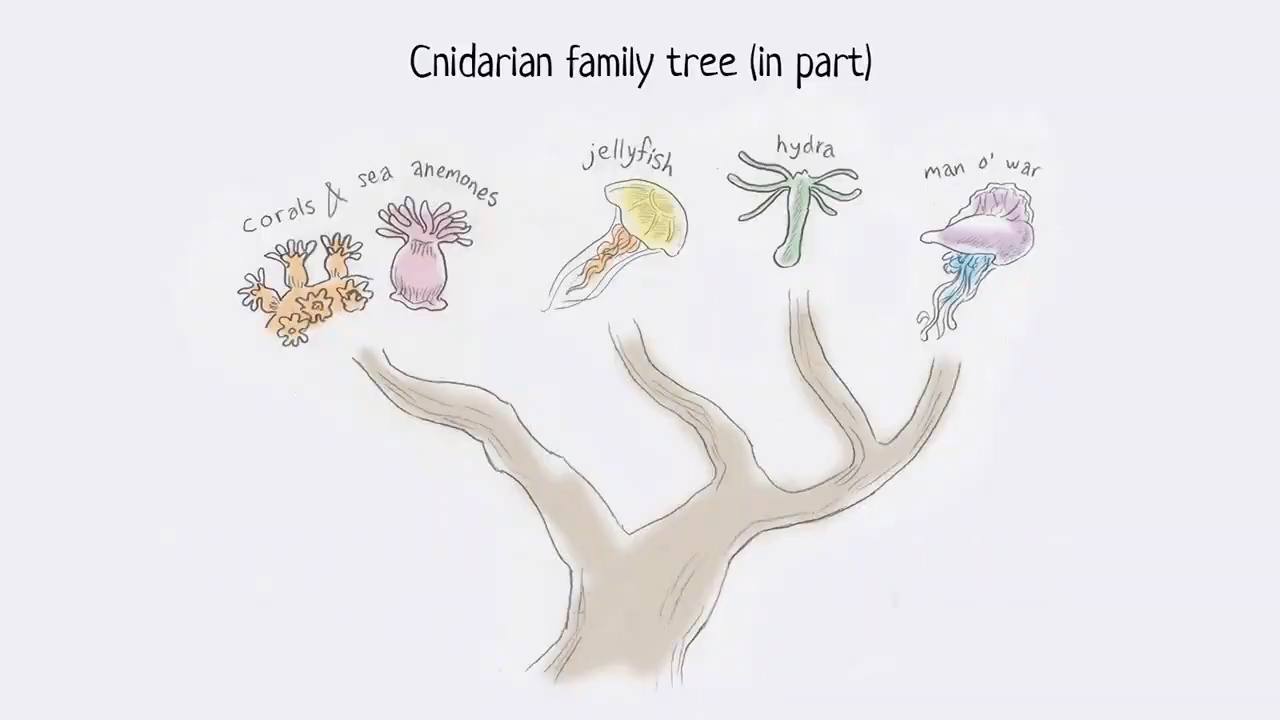 Cnidarian family tree (in part)
corals & sea anemones
jellyfish
hydra
man o' war